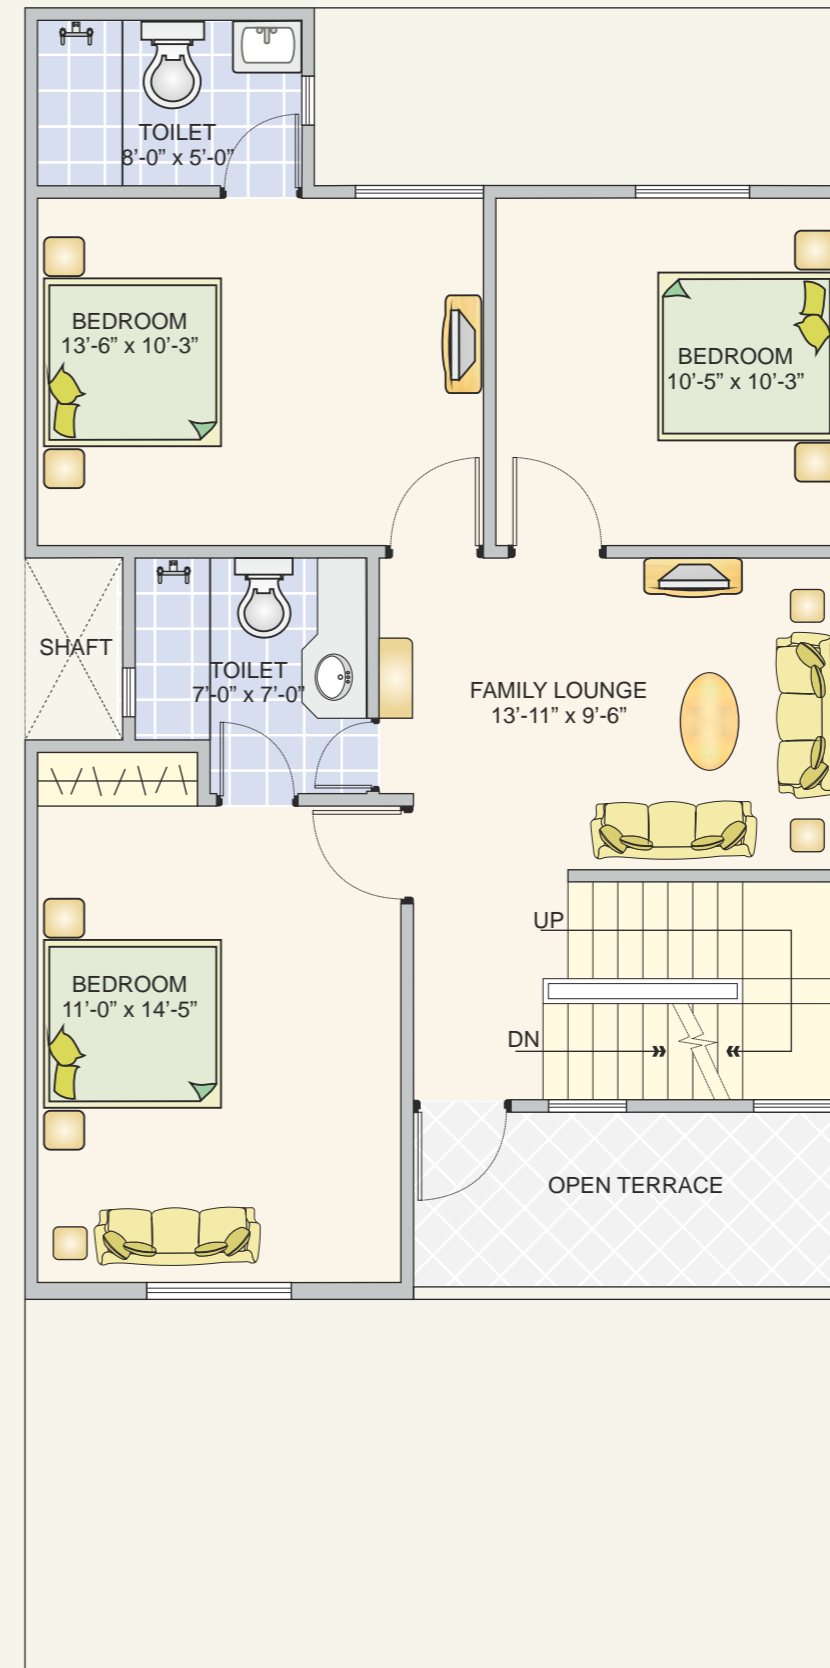 TOILET
8’-0” x 5’-0”
BEDROOM
13’-6” x 10’-3”
BEDROOM
10’-5” x 10’-3”
SHAFT
TOILET
7’-0” x 7’-0”
FAMILY LOUNGE
13’-11” x 9’-6”
UP
BEDROOM
11’-0” x 14’-5”
DN
OPEN TERRACE